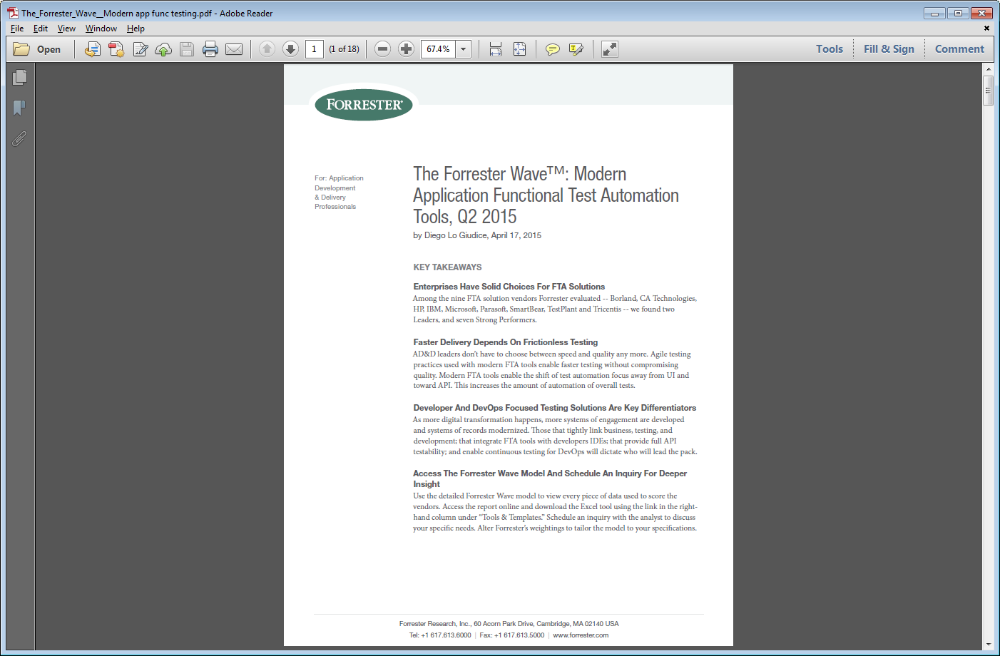 The_Forrester_Wave__Modern app func testing.pdf - Adobe Reader
File Edit View Window Help
Open 1 (1 of 18) 67.4% Tools Fill & Sign Comment
FORRESTER®
For: Application
Development
& Delivery
Professionals
The Forrester Wave™: Modern
Application Functional Test Automation
Tools, Q2 2015
by Diego Lo Giudice, April 17, 2015
KEY TAKEAWAYS
Enterprises Have Solid Choices For FTA Solutions
Among the nine FTA solution vendors Forrester evaluated -- Borland, CA Technologies,
HP, IBM, Microsoft, Parasoft, SmartBear, TestPlant and Tricentis -- we found two
Leaders, and seven Strong Performers.
Faster Delivery Depends On Frictionless Testing
AD&D leaders don't have to choose between speed and quality any more. Agile testing
practices used with modern FTA tools enable faster testing without compromising
quality. Modern FTA tools enable the shift of test automation focus away from UI and
toward API. This increases the amount of automation of overall tests.
Developer And DevOps Focused Testing Solutions Are Key Differentiators
As more digital transformation happens, more systems of engagement are developed
and systems of records modernized. Those that tightly link business, testing, and
development; that integrate FTA tools with developers IDEs; that provide full API
testability; and enable continuous testing for DevOps will dictate who will lead the pack.
Access The Forrester Wave Model And Schedule An Inquiry For Deeper
Insight
Use the detailed Forrester Wave model to view every piece of data used to score the
vendors. Access the report online and download the Excel tool using the link in the right-
hand column under “Tools & Templates.” Schedule an inquiry with the analyst to discuss
your specific needs. Alter Forrester's weightings to tailor the model to your specifications.
Forrester Research, Inc., 60 Acorn Park Drive, Cambridge, MA 02140 USA
Tel: +1 617.613.6000 | Fax: +1 617.613.5000 | www.forrester.com